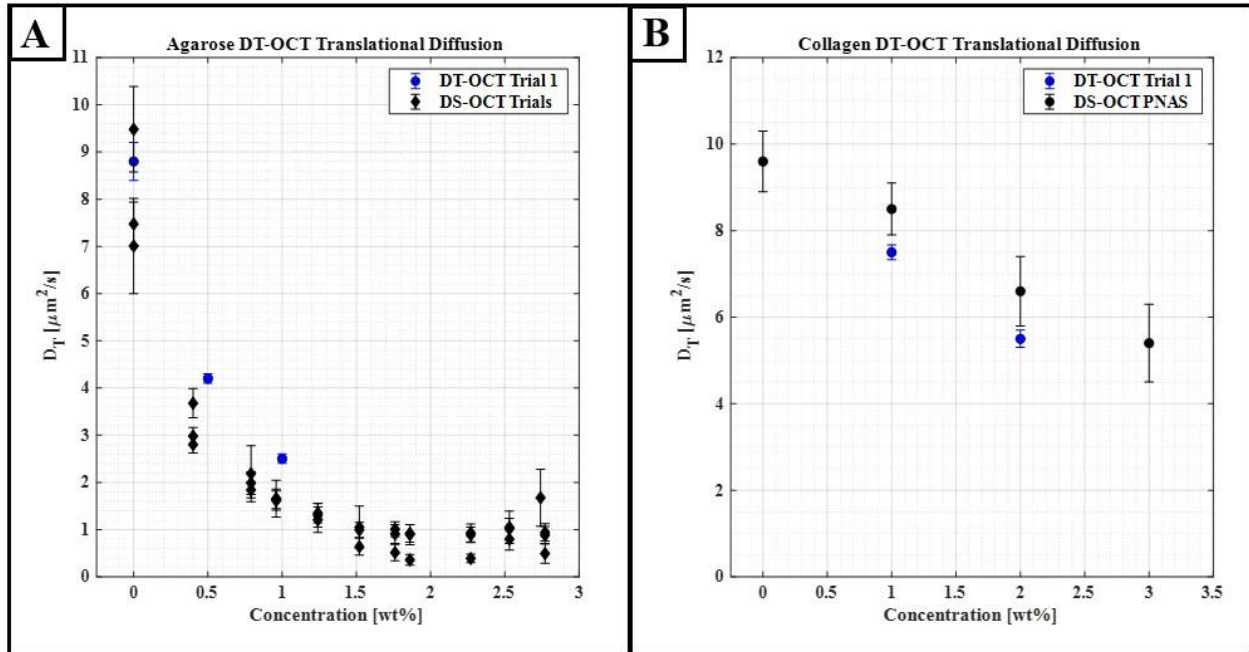 A
Agarose DT-OCT Translational Diffusion
DT-OCT Trial 1
DS-OCT Trials
11
10
9
8
7
6
5
4
3
2
1
0
D_T [μm²/s]
0 0.5 1 1.5 2 2.5 3
Concentration [wt%]
B
Collagen DT-OCT Translational Diffusion
DT-OCT Trial 1
DS-OCT PNAS
12
10
8
6
4
2
0
D_T [μm²/s]
0 0.5 1 1.5 2 2.5 3 3.5
Concentration [wt%]